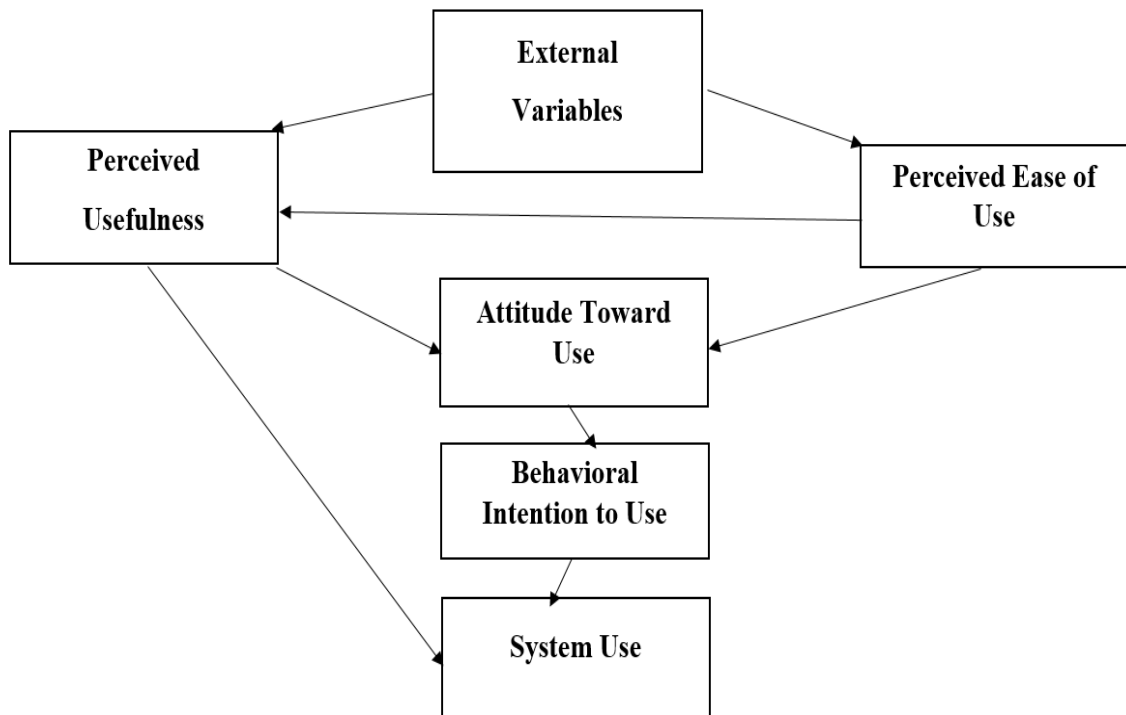 External
Variables
Perceived
Usefulness
Perceived Ease of
Use
Attitude Toward
Use
Behavioral
Intention to Use
System Use